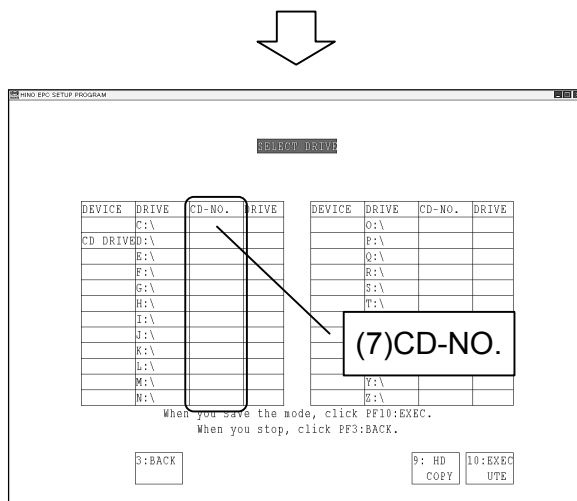 HINO EPC SETUP PROGRAM
SELECT DRIVE
DEVICE DRIVE CD-NO. DRIVE DEVICE DRIVE CD-NO. DRIVE
C:\ O:\
CD DRIVE D:\ P:\
E:\ Q:\
F:\ R:\
G:\ S:\
H:\ T:\
I:\
J:\
K:\
L:\
M:\ Y:\
N:\ Z:\
(7)CD-NO.
When you save the mode, click PF10:EXEC.
When you stop, click PF3:BACK.
3:BACK 9: HD 10:EXEC
COPY UTE